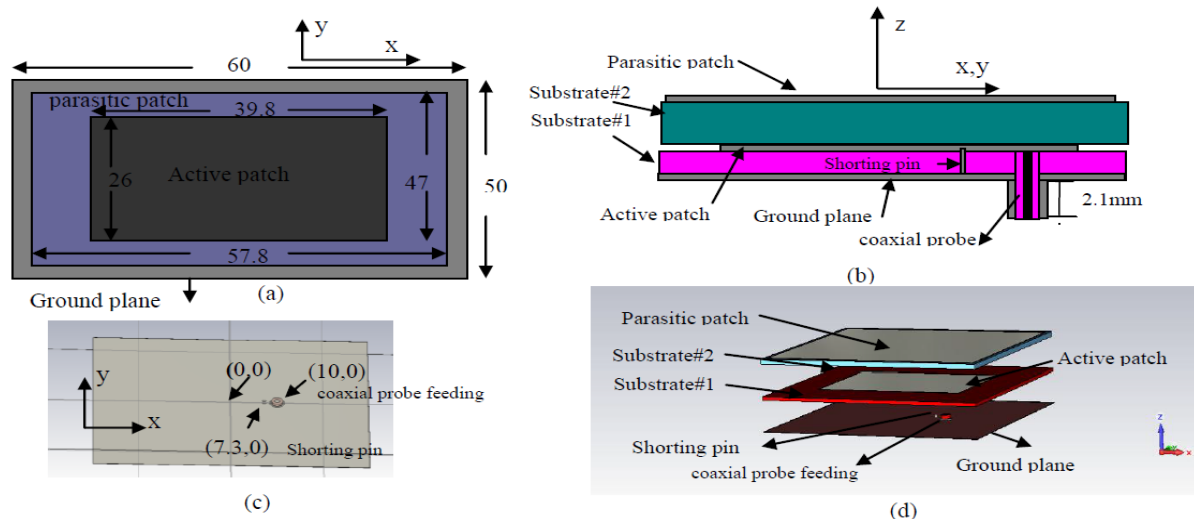 y
x
60
parasitic patch
39.8
Active patch
26
47
50
57.8
Ground plane
(a)
z
x,y
Parasitic patch
Substrate#2
Substrate#1
Shorting pin
Active patch
Ground plane
coaxial probe
2.1mm
(b)
y
x
(0,0)
(10,0)
coaxial probe feeding
(7.3,0)
Shorting pin
(c)
Parasitic patch
Substrate#2
Substrate#1
Active patch
Shorting pin
coaxial probe feeding
Ground plane
z
x
(d)